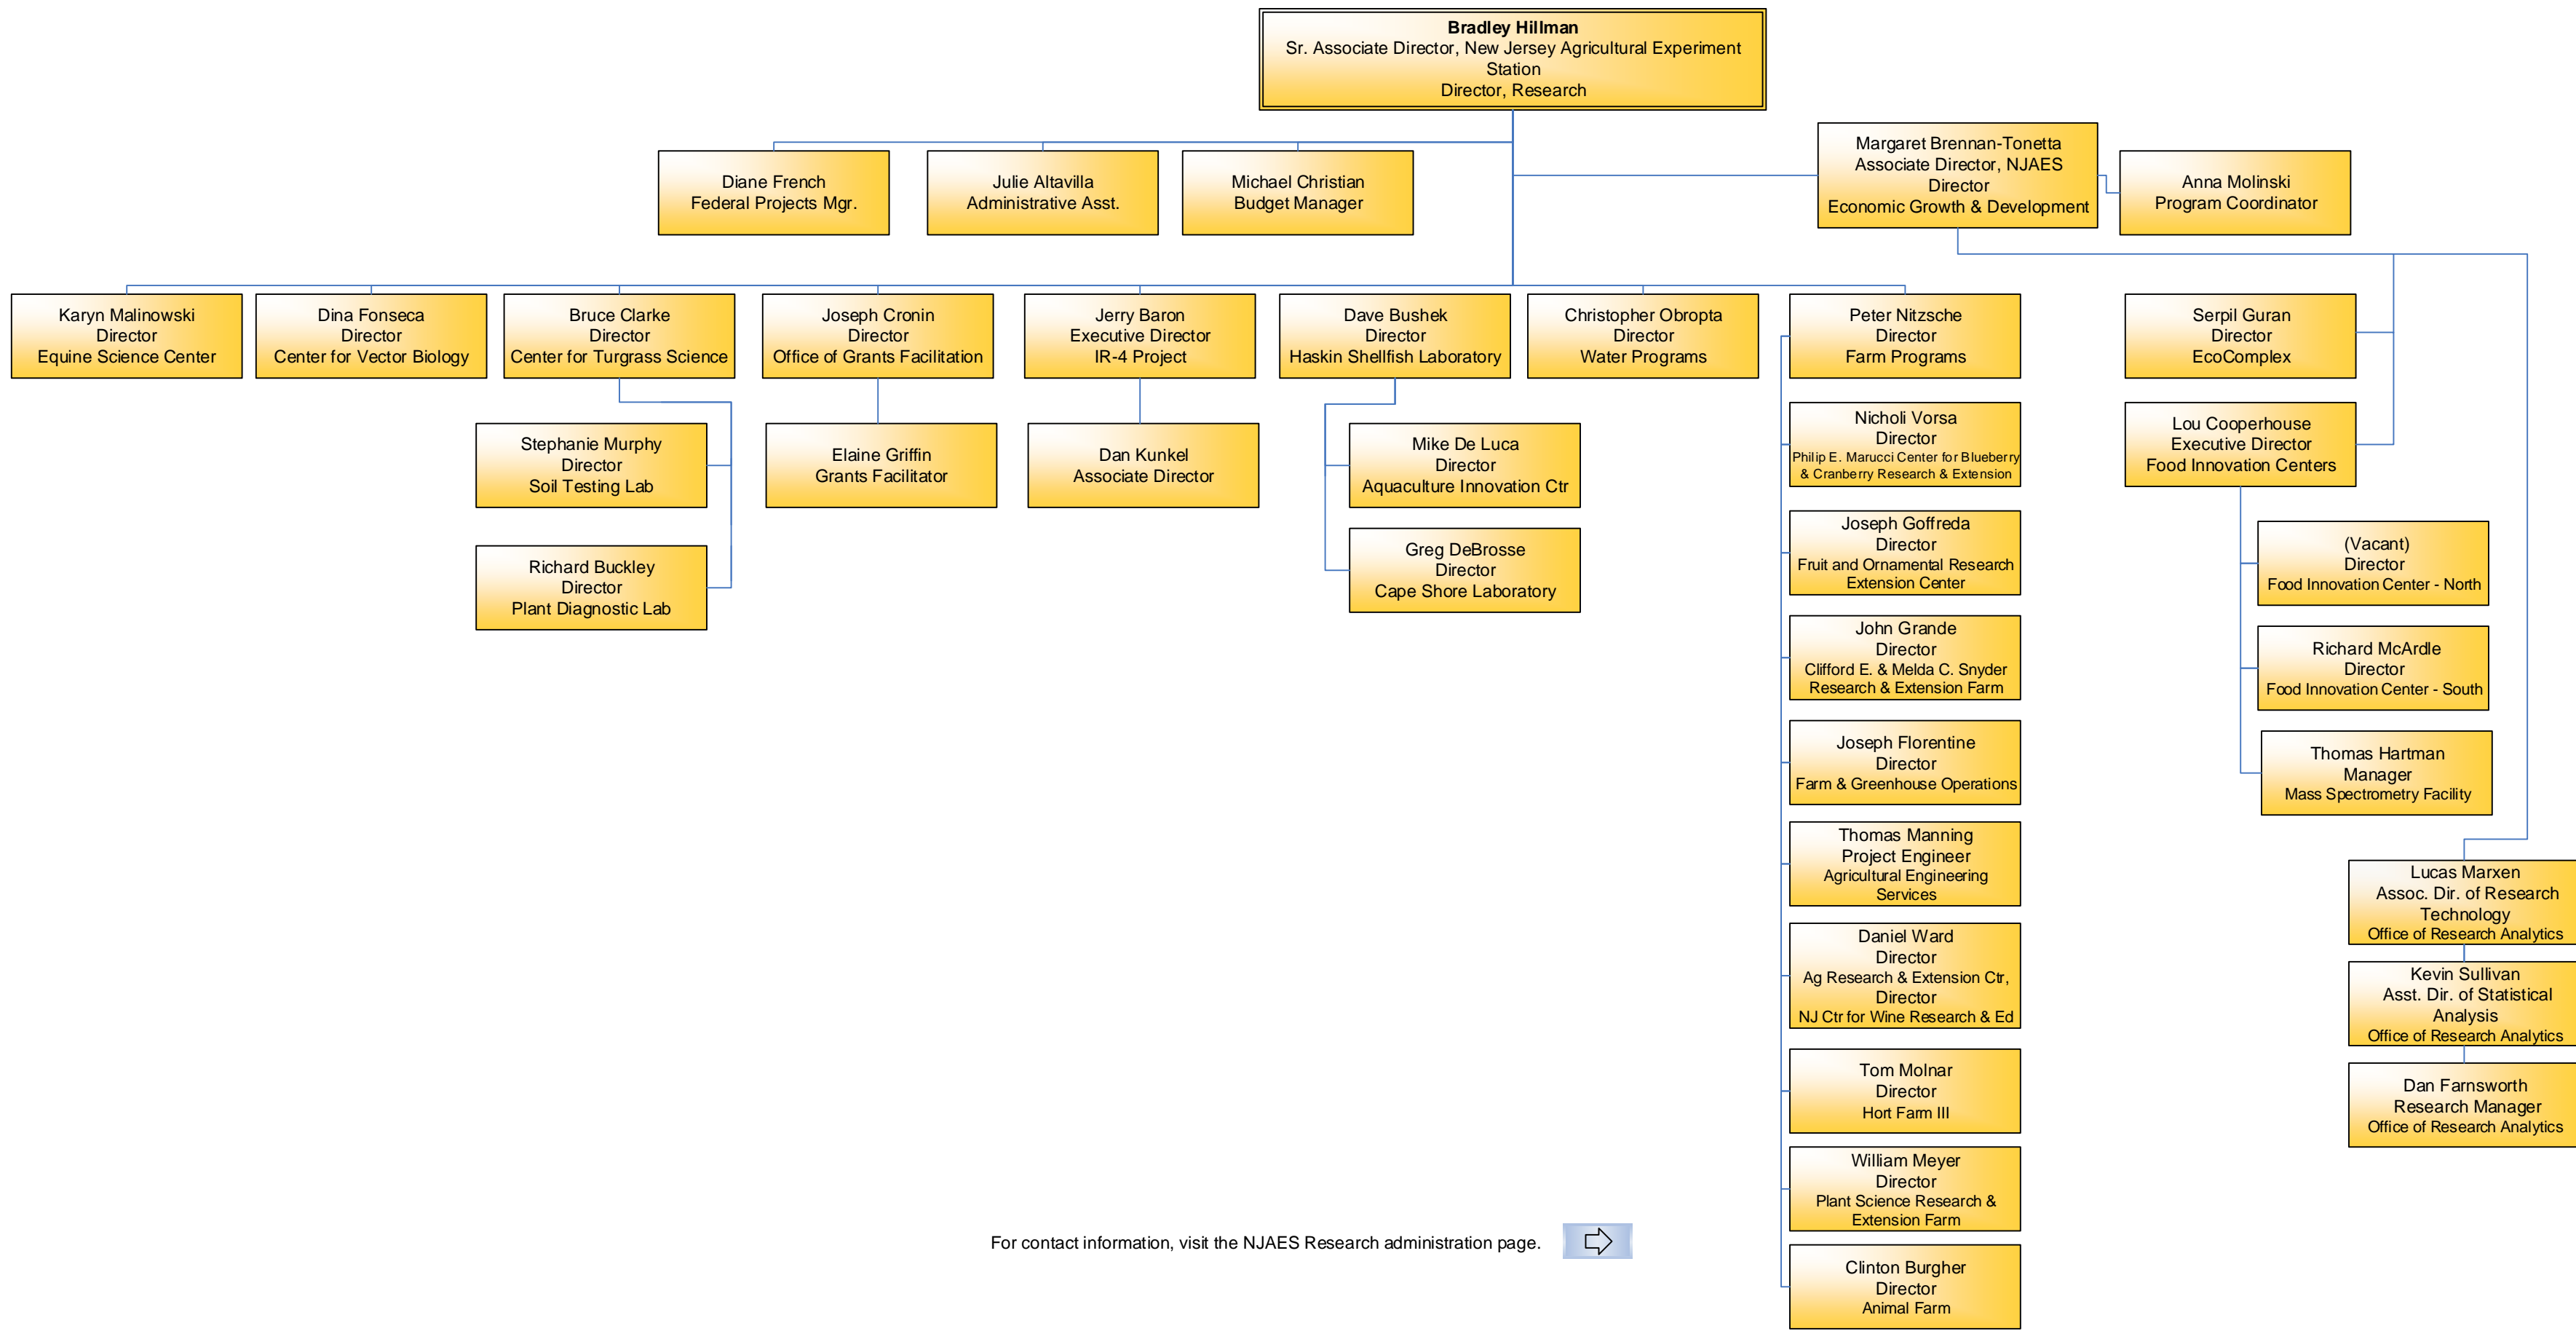 Bradley Hillman
Sr. Associate Director, New Jersey Agricultural Experiment
Station
Director, Research
Diane French
Federal Projects Mgr.
Julie Altavilla
Administrative Asst.
Michael Christian
Budget Manager
Margaret Brennan-Tonetta
Associate Director, NJAES
Director
Economic Growth & Development
Anna Molinski
Program Coordinator
Karyn Malinowski
Director
Equine Science Center
Dina Fonseca
Director
Center for Vector Biology
Bruce Clarke
Director
Center for Turgrass Science
Joseph Cronin
Director
Office of Grants Facilitation
Jerry Baron
Executive Director
IR-4 Project
Dave Bushek
Director
Haskin Shellfish Laboratory
Christopher Obropta
Director
Water Programs
Peter Nitzsche
Director
Farm Programs
Serpil Guran
Director
EcoComplex
Stephanie Murphy
Director
Soil Testing Lab
Richard Buckley
Director
Plant Diagnostic Lab
Elaine Griffin
Grants Facilitator
Dan Kunkel
Associate Director
Mike De Luca
Director
Aquaculture Innovation Ctr
Greg DeBrosse
Director
Cape Shore Laboratory
Nicholi Vorsa
Director
Philip E. Marucci Center for Blueberry
& Cranberry Research & Extension
Joseph Goffreda
Director
Fruit and Ornamental Research
Extension Center
John Grande
Director
Clifford E. & Melda C. Snyder
Research & Extension Farm
Joseph Florentine
Director
Farm & Greenhouse Operations
Thomas Manning
Project Engineer
Agricultural Engineering
Services
Daniel Ward
Director
Ag Research & Extension Ctr,
Director
NJ Ctr for Wine Research & Ed
Tom Molnar
Director
Hort Farm III
William Meyer
Director
Plant Science Research &
Extension Farm
Clinton Burgher
Director
Animal Farm
Lou Cooperhouse
Executive Director
Food Innovation Centers
(Vacant)
Director
Food Innovation Center - North
Richard McArdle
Director
Food Innovation Center - South
Thomas Hartman
Manager
Mass Spectrometry Facility
Lucas Marxen
Assoc. Dir. of Research
Technology
Office of Research Analytics
Kevin Sullivan
Asst. Dir. of Statistical
Analysis
Office of Research Analytics
Dan Farnsworth
Research Manager
Office of Research Analytics
For contact information, visit the NJAES Research administration page.